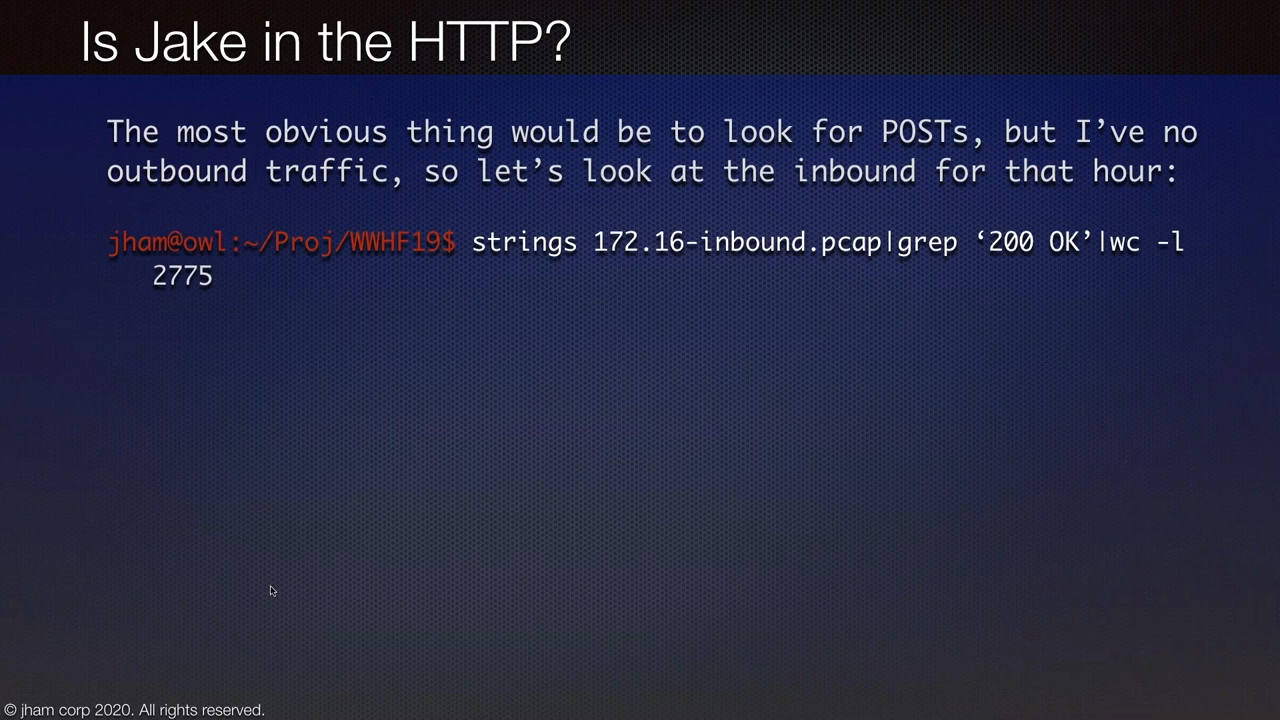 Is Jake in the HTTP?
The most obvious thing would be to look for POSTs, but I’ve no
outbound traffic, so let’s look at the inbound for that hour:
jham@owl:~/Proj/WWHF19$ strings 172.16-inbound.pcap|grep ‘200 OK’|wc -l
2775
© jham corp 2020. All rights reserved.